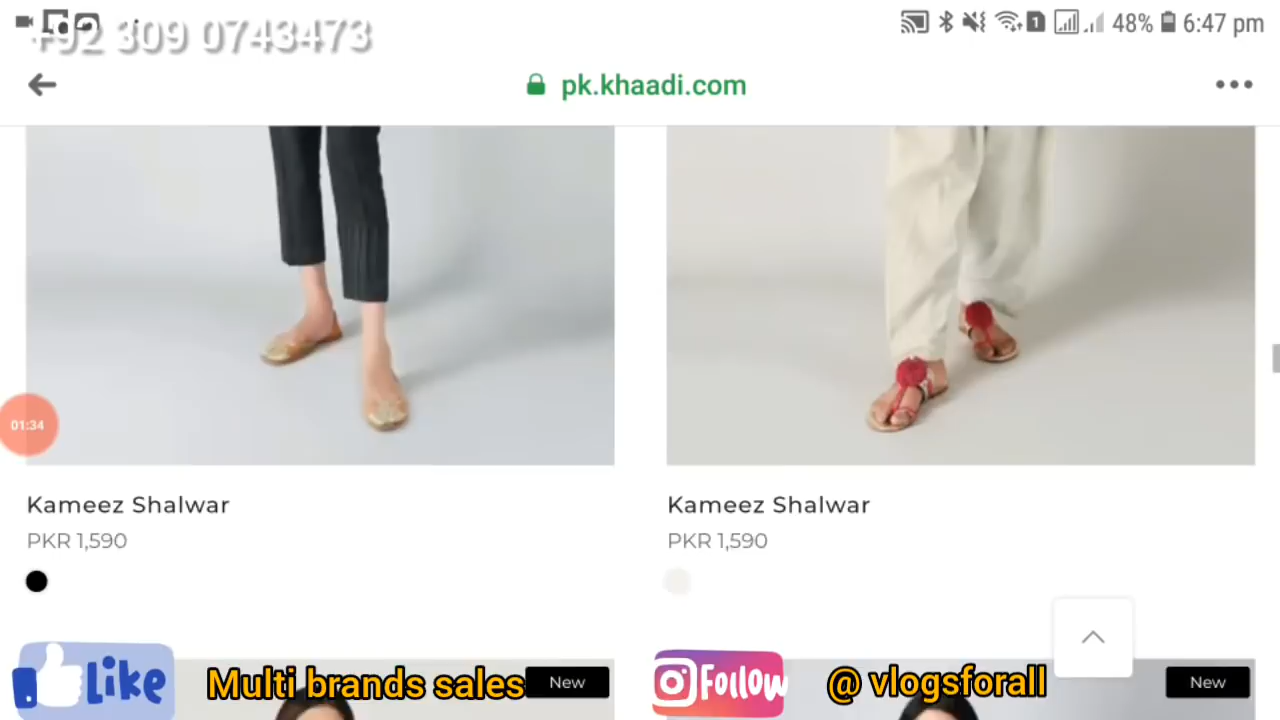 +92 309 0743473
1 48% 6:47 pm
pk.khaadi.com
01:34
Kameez Shalwar
PKR 1,590
Kameez Shalwar
PKR 1,590
Like
Multi brands sales
New
Follow
@ vlogsforall
New